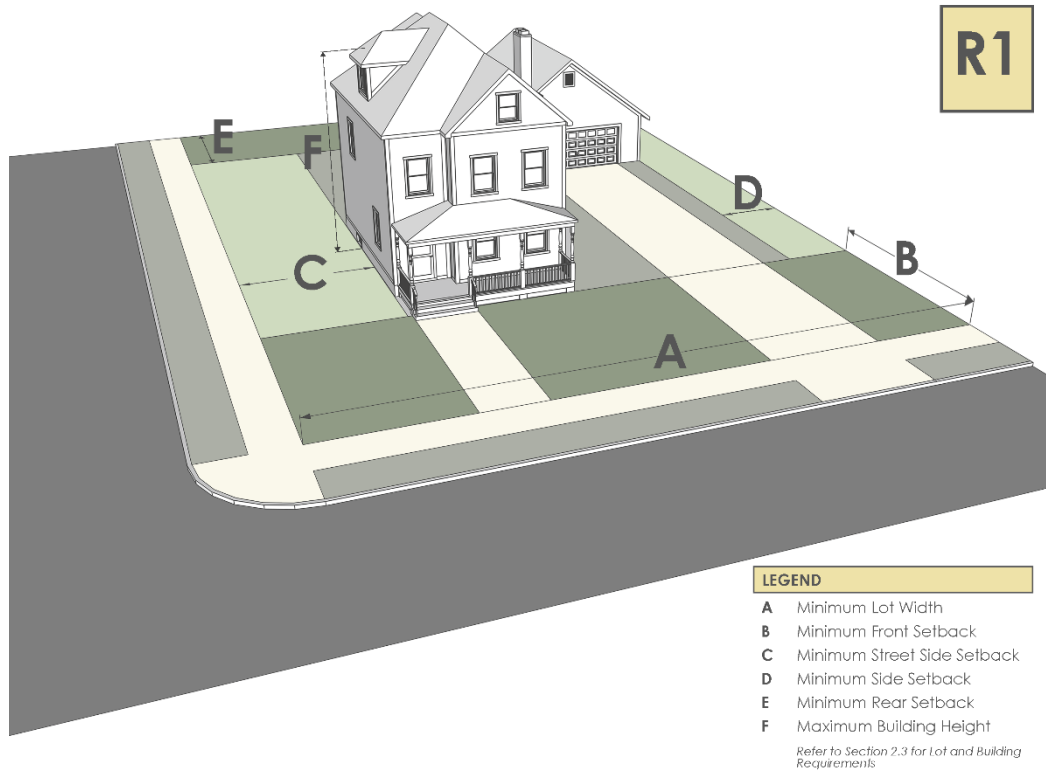 R1
E
F
D
B
C
A
LEGEND
A Minimum Lot Width
B Minimum Front Setback
C Minimum Street Side Setback
D Minimum Side Setback
E Minimum Rear Setback
F Maximum Building Height
Refer to Section 2.3 for Lot and Building
Requirements